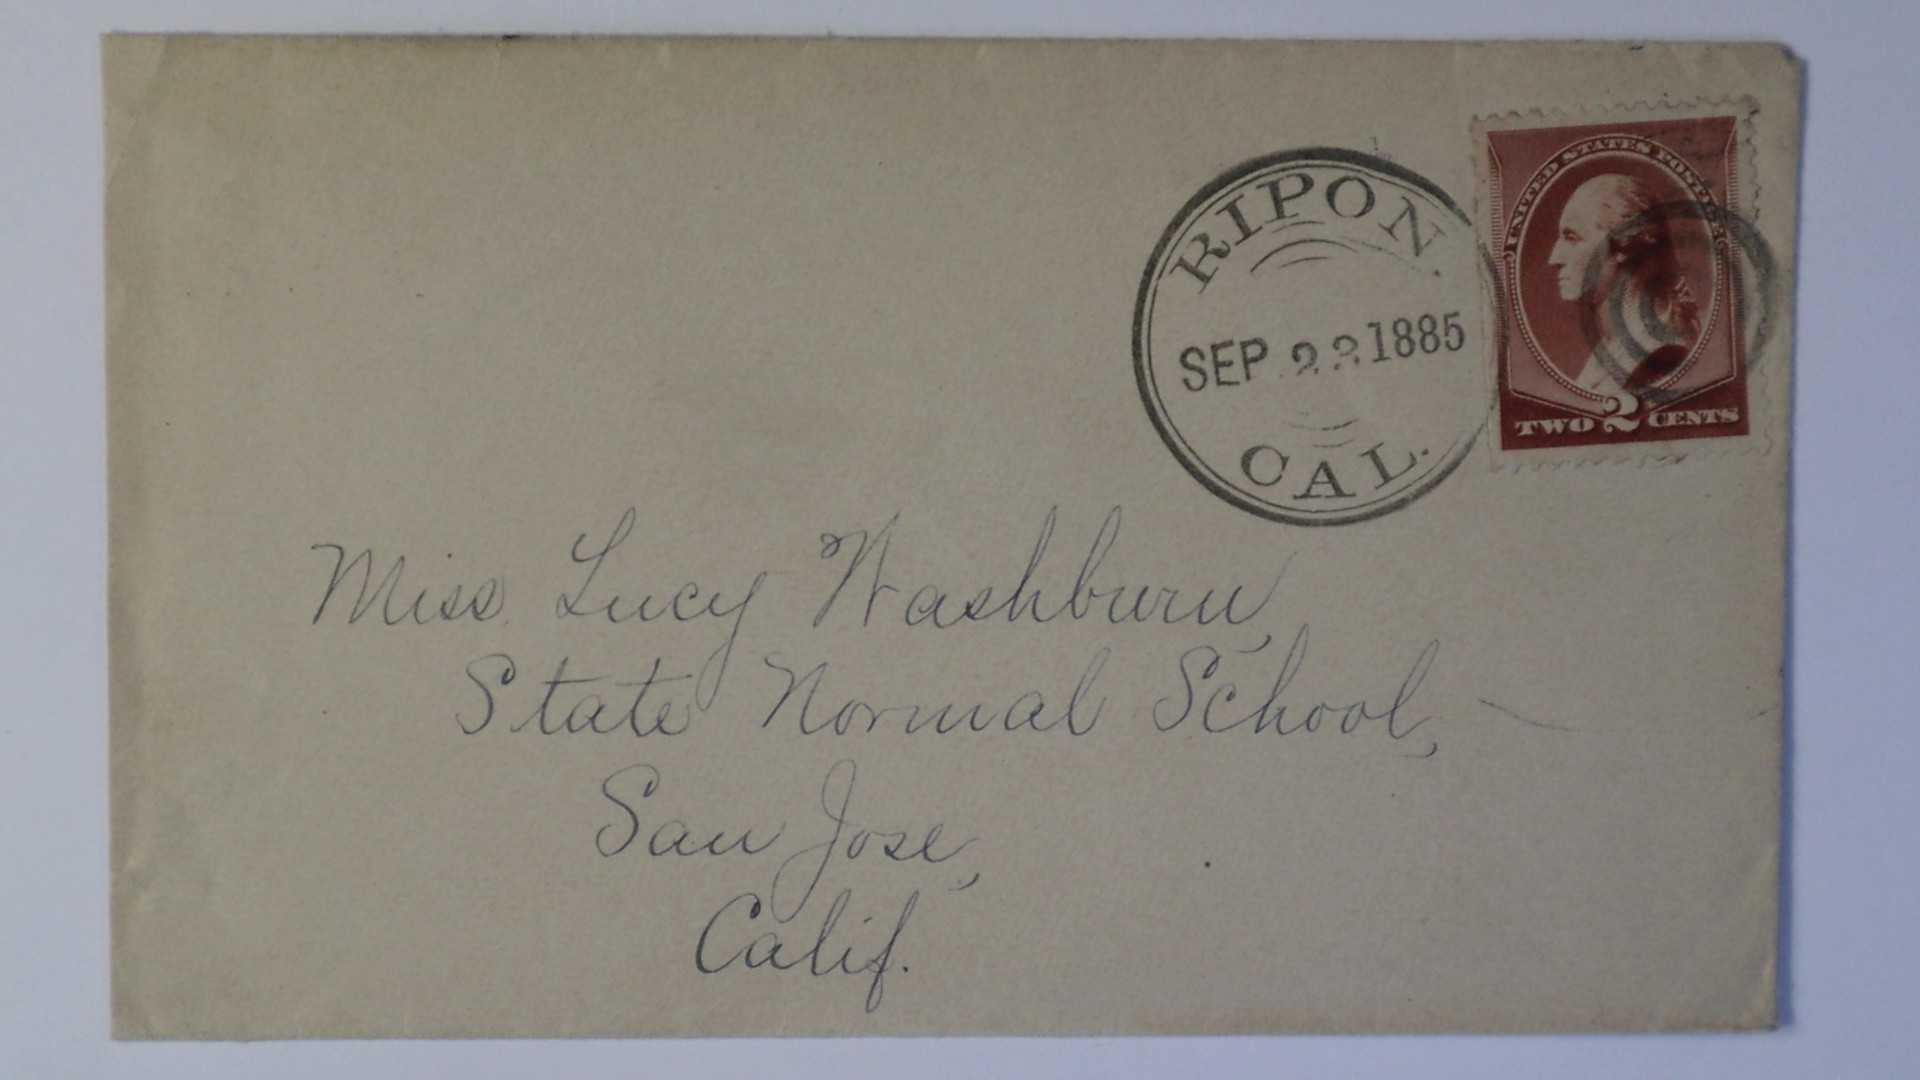 RIPON.
SEP 22 1885
CAL.
UNITED STATES POSTAGE
TWO 2 CENTS
Miss Lucy Washburn,
State Normal School,
San Jose,
Calif.